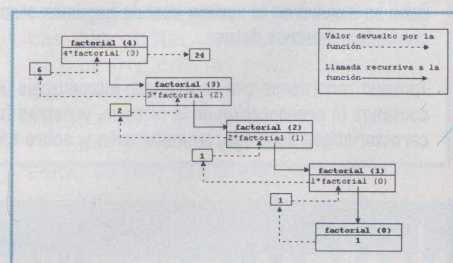 factorial (4)
4*factorial (3)
24
6
factorial (3)
3*factorial (2)
2
factorial (2)
2*factorial (1)
1
factorial (1)
1*factorial (0)
1
factorial (0)
1
Valor devuelto por la
función
Llamada recursiva a la
función